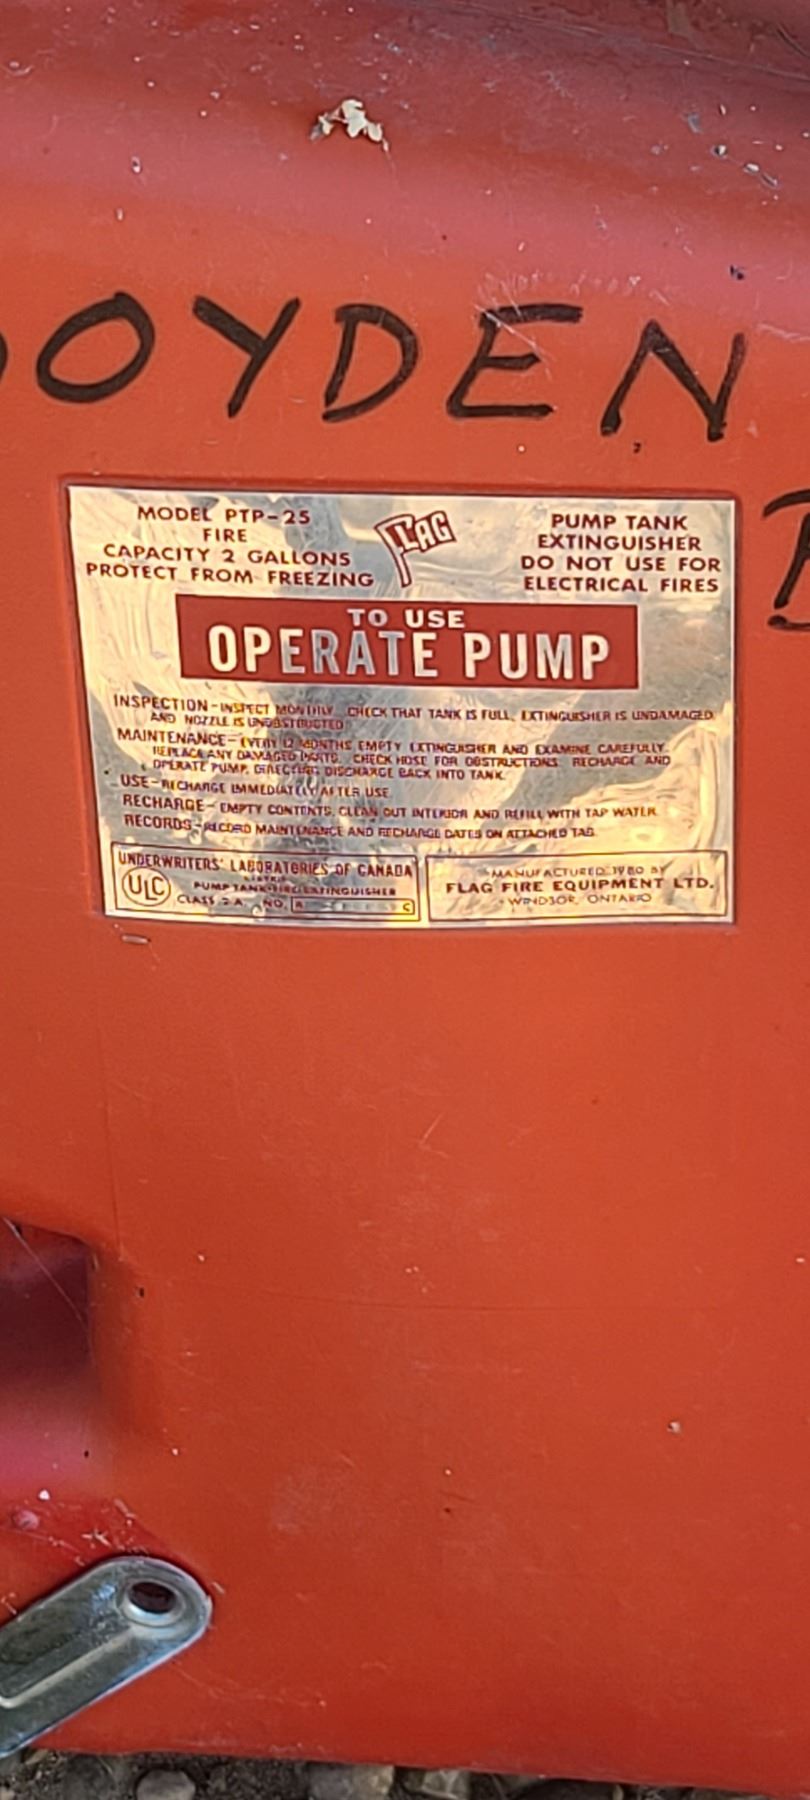 OYDEN
MODEL PTP-25
FIRE
CAPACITY 2 GALLONS
PROTECT FROM FREEZING
FLAG
PUMP TANK
EXTINGUISHER
DO NOT USE FOR
ELECTRICAL FIRES
TO USE
OPERATE PUMP
INSPECTION - INSPECT MONTHLY. CHECK THAT TANK IS FULL, EXTINGUISHER IS UNDAMAGED
AND NOZZLE IS UNOBSTRUCTED
MAINTENANCE - EVERY 12 MONTHS EMPTY EXTINGUISHER AND EXAMINE CAREFULLY.
REPLACE ANY DAMAGED PARTS. CHECK HOSE FOR OBSTRUCTIONS. RECHARGE AND
OPERATE PUMP, DIRECTING DISCHARGE BACK INTO TANK.
USE - RECHARGE IMMEDIATELY AFTER USE
RECHARGE - EMPTY CONTENTS, CLEAN OUT INTERIOR AND REFILL WITH TAP WATER.
RECORDS - RECORD MAINTENANCE AND RECHARGE DATES ON ATTACHED TAG.
UNDERWRITERS' LABORATORIES OF CANADA
LISTED
ULC
PUMP TANK FIRE EXTINGUISHER
CLASS 2 A NO.
MANUFACTURED 1980 BY
FLAG FIRE EQUIPMENT LTD.
WINDSOR, ONTARIO